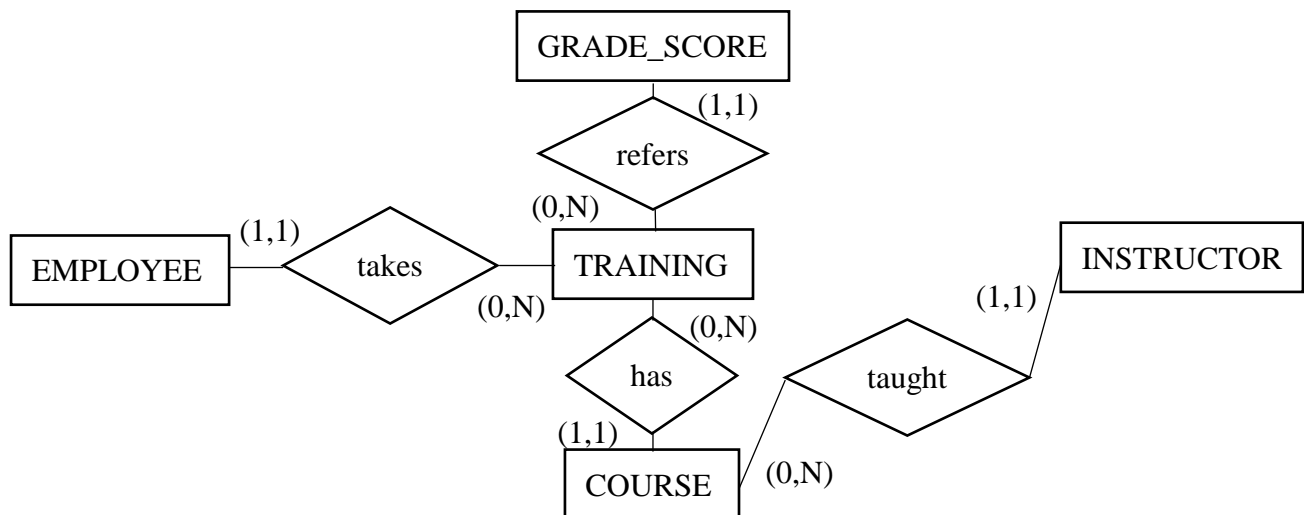 GRADE_SCORE
(1,1)
refers
(0,N)
(1,1)
EMPLOYEE
takes
(0,N)
TRAINING
INSTRUCTOR
(1,1)
(0,N)
has
taught
(1,1)
COURSE
(0,N)